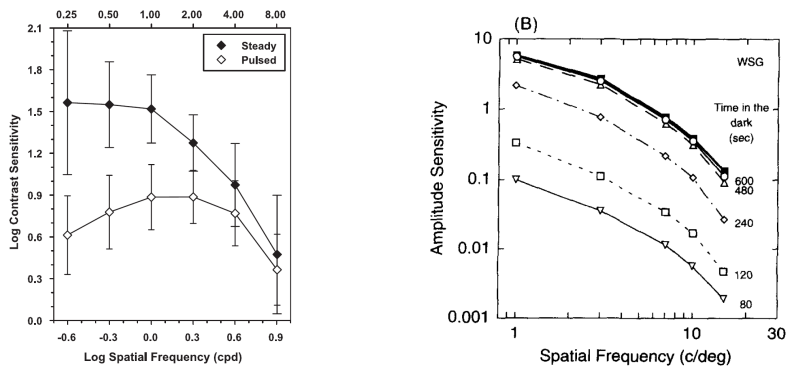 0.25 0.50 1.00 2.00 4.00 8.00
2.1
1.8
1.5
1.2
0.9
0.6
0.3
0.0
Log Contrast Sensitivity
Steady
Pulsed
-0.6 -0.3 0.0 0.3 0.6 0.9
Log Spatial Frequency (cpd)
(B)
10
1
0.1
0.01
0.001
Amplitude Sensitivity
WSG
Time in the
dark
(sec)
600
480
240
120
80
1 10 30
Spatial Frequency (c/deg)